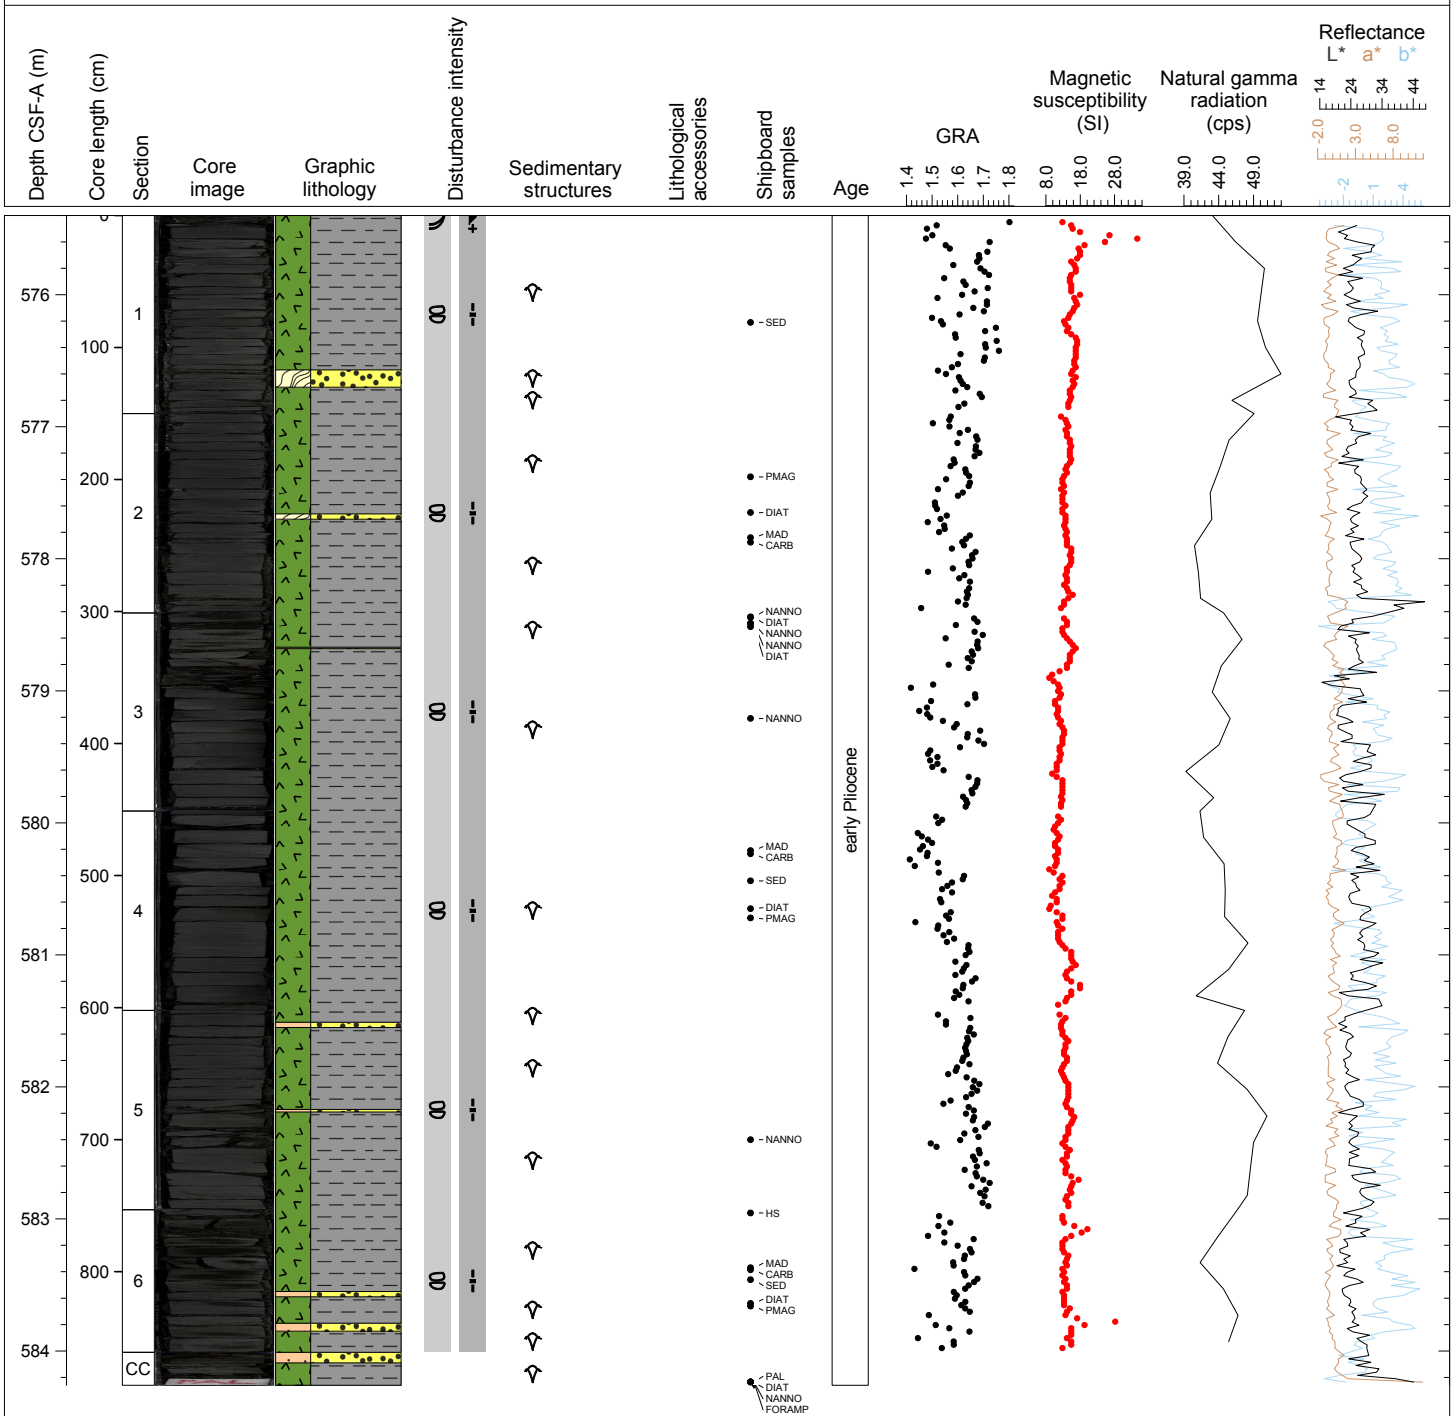 Depth CSF-A (m)
Core length (cm)
Section
Core
image
Graphic
lithology
Disturbance intensity
Sedimentary
structures
Lithological
accessories
Shipboard
samples
Age
GRA
1.4 1.5 1.6 1.7 1.8
Magnetic
susceptibility
(SI)
8.0 18.0 28.0
Natural gamma
radiation
(cps)
39.0 44.0 49.0
Reflectance
L* a* b*
14 24 34 44
-2.0 3.0 8.0
-2 1 4
576
577
578
579
580
581
582
583
584
0
100
200
300
400
500
600
700
800
1
2
3
4
5
6
CC
SED
PMAG
DIAT
MAD
CARB
NANNO
DIAT
NANNO
NANNO
DIAT
NANNO
MAD
CARB
SED
DIAT
PMAG
NANNO
HS
MAD
CARB
SED
DIAT
PMAG
PAL
DIAT
NANNO
FORAMP
early Pliocene